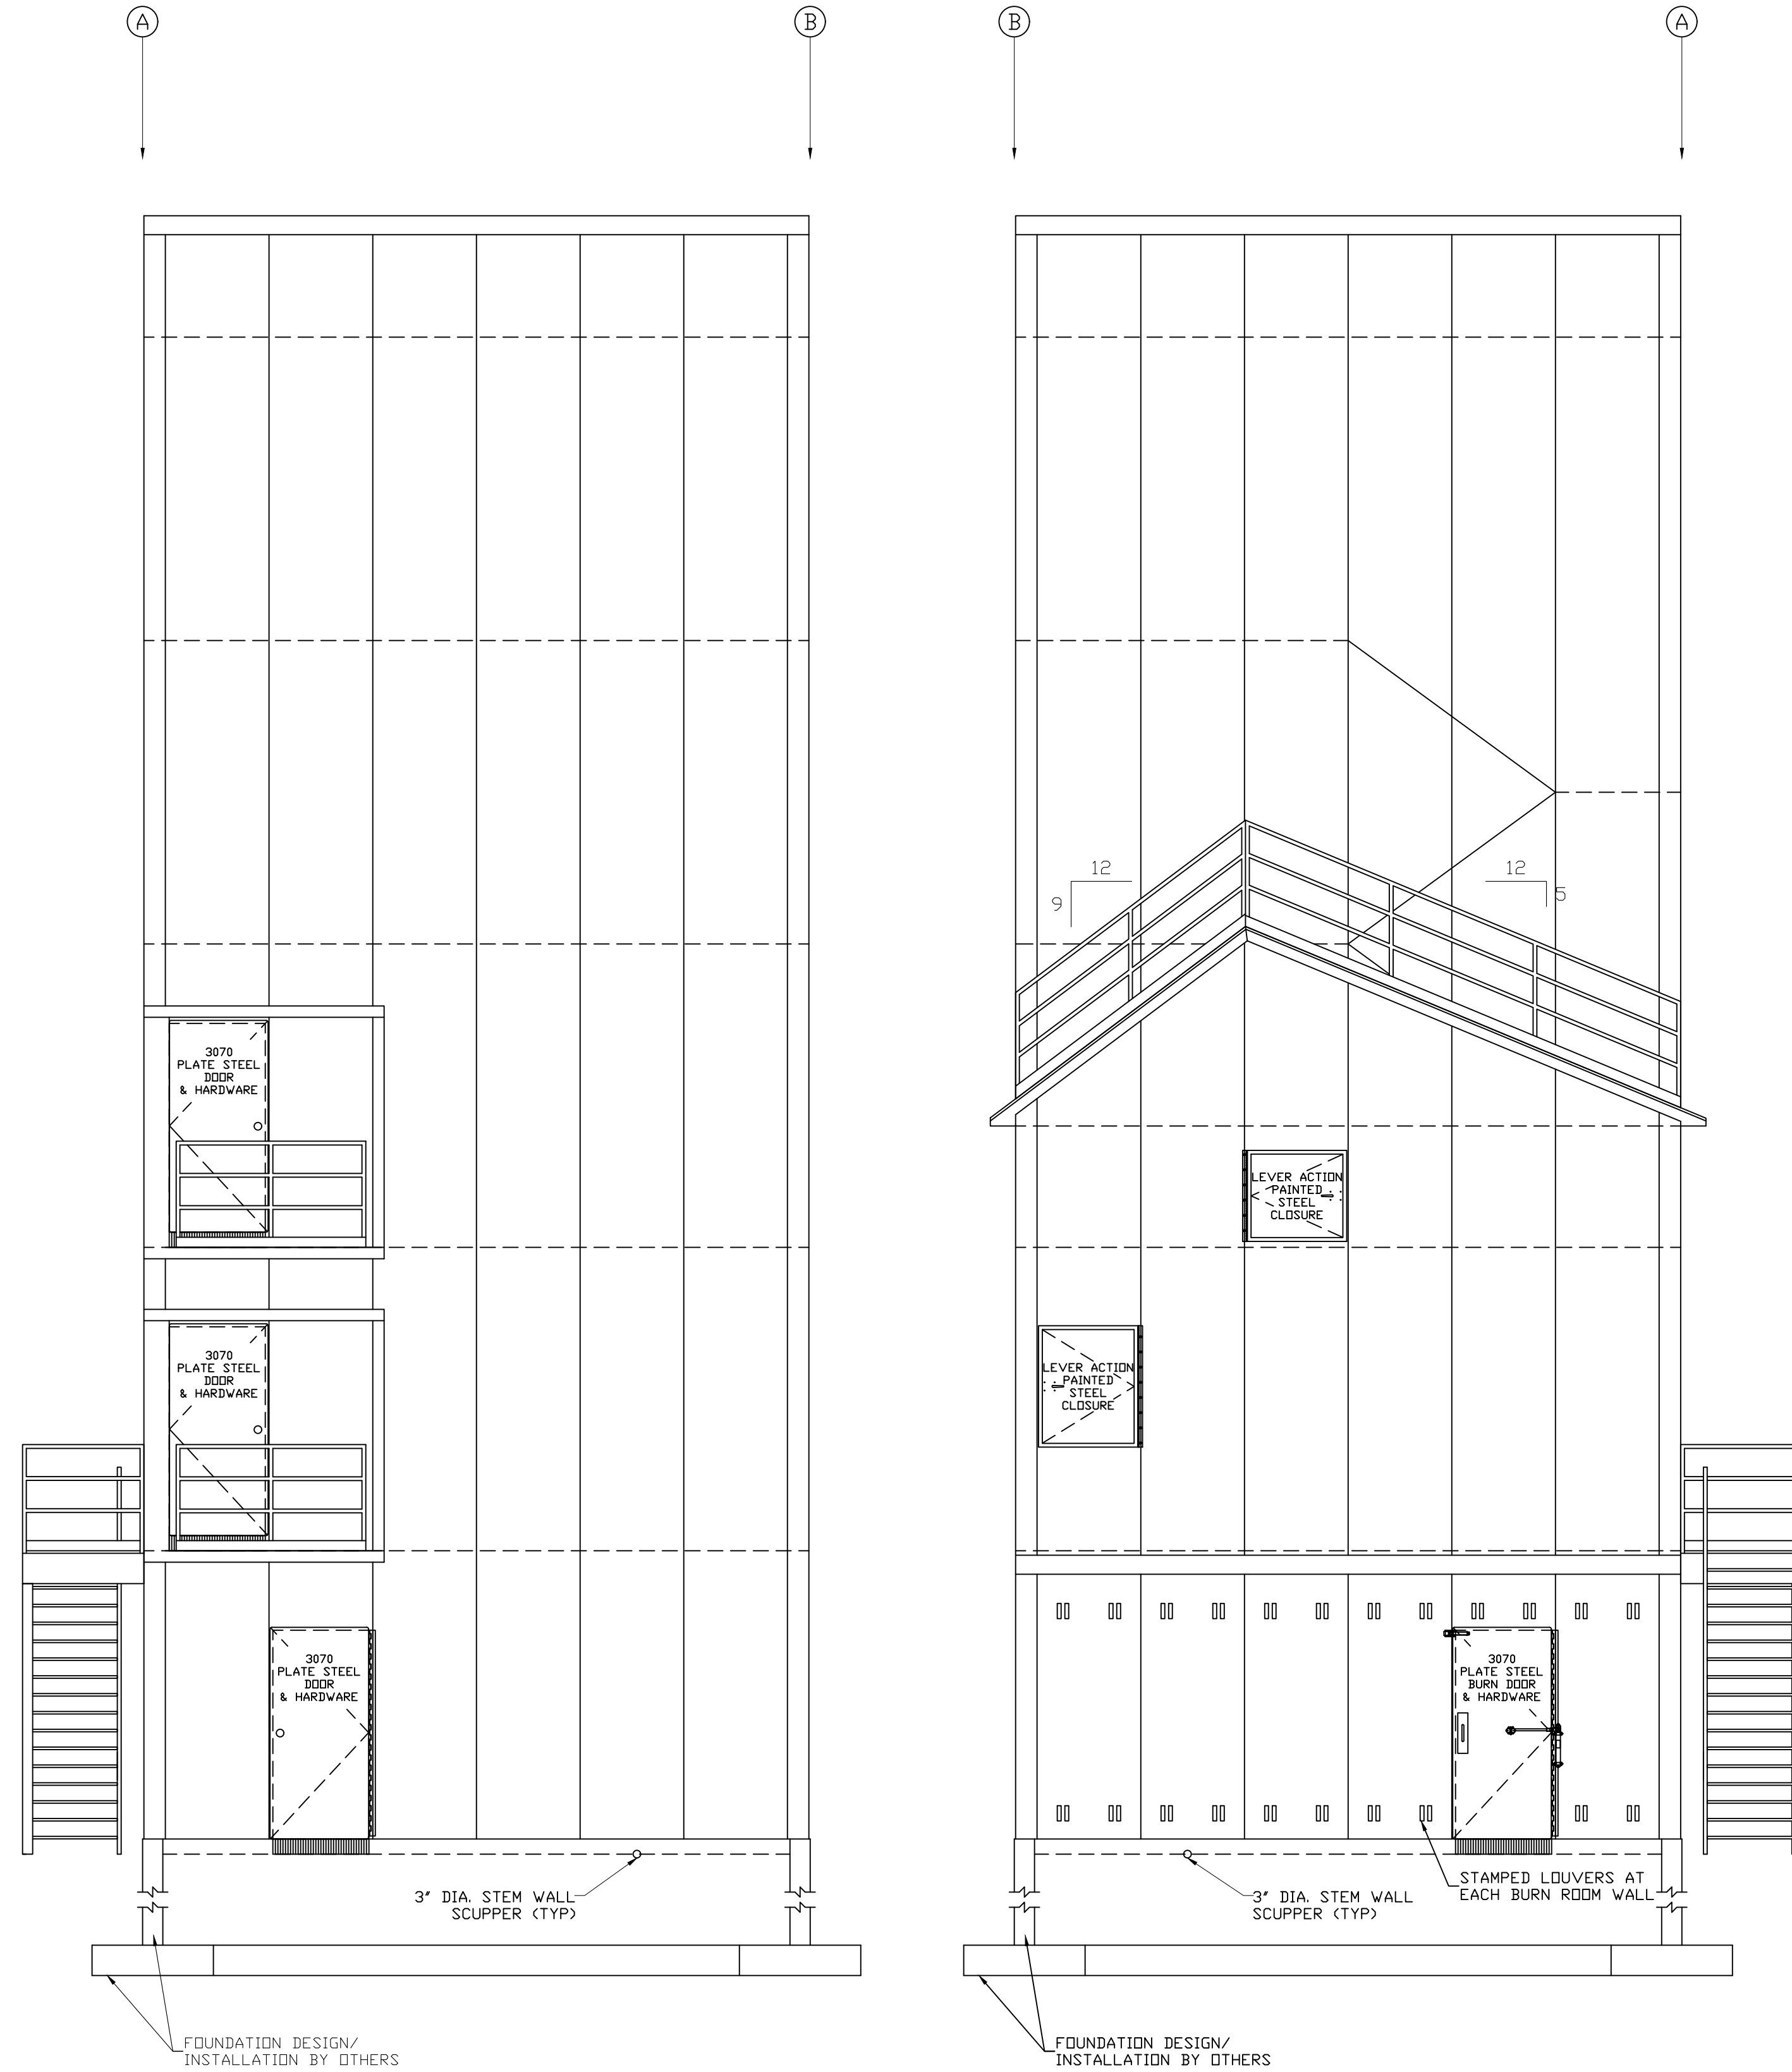 A
B
B
A
12
9
12
5
3070
PLATE STEEL
DOOR
& HARDWARE
LEVER ACTION
PAINTED
STEEL
CLOSURE
3070
PLATE STEEL
DOOR
& HARDWARE
LEVER ACTION
PAINTED
STEEL
CLOSURE
3070
PLATE STEEL
DOOR
& HARDWARE
3070
PLATE STEEL
BURN DOOR
& HARDWARE
3" DIA. STEM WALL
SCUPPER (TYP)
3" DIA. STEM WALL
SCUPPER (TYP)
STAMPED LOUVERS AT
EACH BURN ROOM WALL
FOUNDATION DESIGN/
INSTALLATION BY OTHERS
FOUNDATION DESIGN/
INSTALLATION BY OTHERS